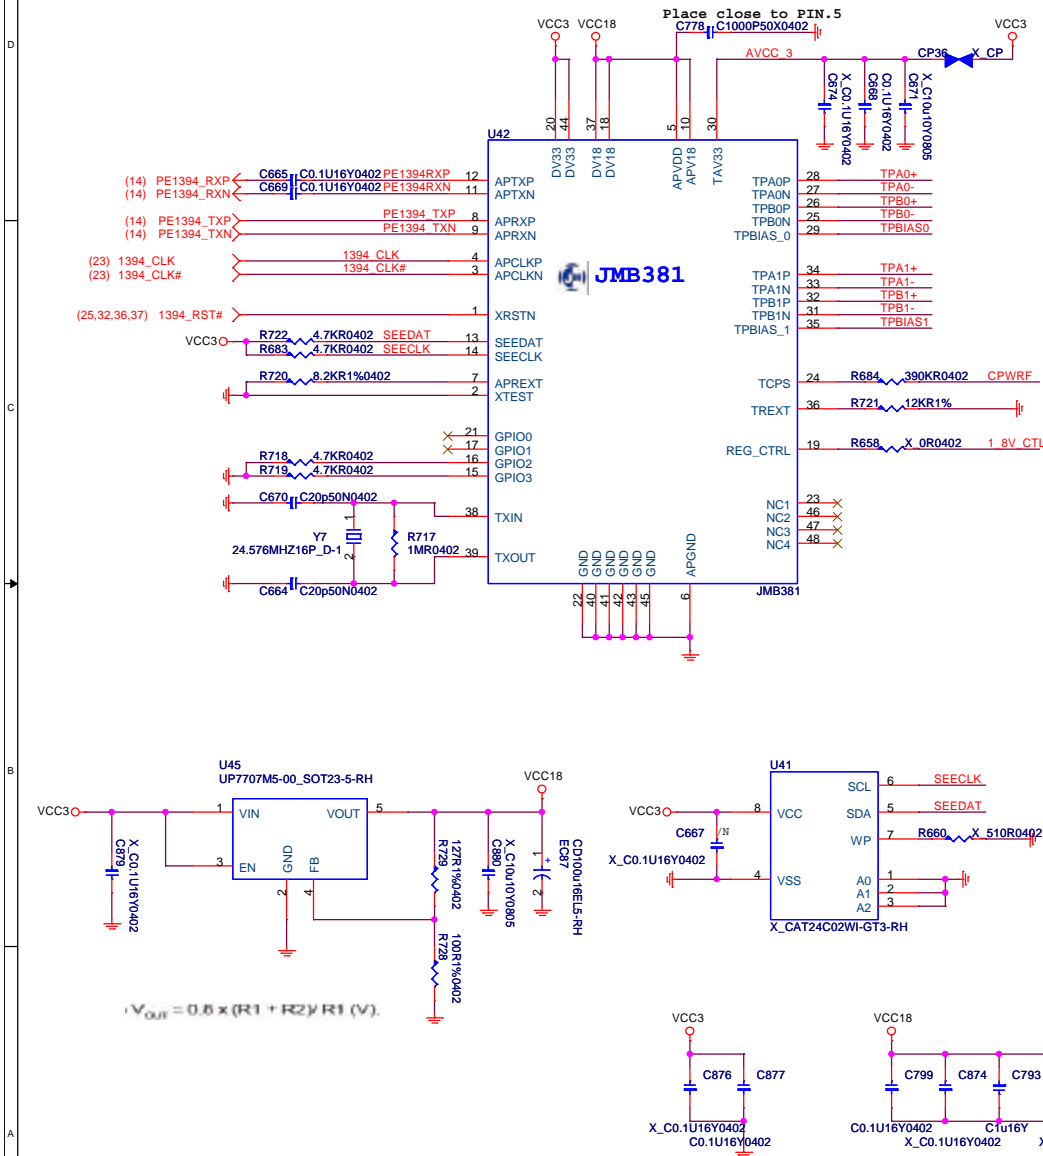 Place close to PIN.5
VCC3
VCC18
C778
C1000P50X0402
VCC3
D
AVCC_3
CP36
X_CP
C674
X_C0.1U16Y0402
C668
C0.1U16Y0402
C671
X_C10u10Y0805
U42
20
44
37
18
5
10
30
DV33
DV33
DV18
DV18
APVDD
APV18
TAV33
(14) PE1394_RXP
C665
C0.1U16Y0402
PE1394RXP
12
APTXP
(14) PE1394_RXN
C669
C0.1U16Y0402
PE1394RXN
11
APTXN
(14) PE1394_TXP
PE1394_TXP
8
APRXP
(14) PE1394_TXN
PE1394_TXN
9
APRXN
(23) 1394_CLK
1394_CLK
4
APCLKP
(23) 1394_CLK#
1394_CLK#
3
APCLKN
(25,32,36,37) 1394_RST#
1
XRSTN
VCC3
R722
4.7KR0402
SEEDAT
13
SEEDAT
R683
4.7KR0402
SEECLK
14
SEECLK
R720
8.2KR1%0402
7
APREXT
2
XTEST
21
GPIO0
17
GPIO1
R718
4.7KR0402
16
GPIO2
R719
4.7KR0402
15
GPIO3
C670
C20p50N0402
38
TXIN
Y7
24.576MHZ16P_D-1
1
2
R717
1MR0402
39
TXOUT
C664
C20p50N0402
JMB381
TPA0P
28
TPA0+
TPA0N
27
TPA0-
TPB0P
26
TPB0+
TPB0N
25
TPB0-
TPBIAS_0
29
TPBIAS0
TPA1P
34
TPA1+
TPA1N
33
TPA1-
TPB1P
32
TPB1+
TPB1N
31
TPB1-
TPBIAS_1
35
TPBIAS1
TCPS
24
R684
390KR0402
CPWRF
C
TREXT
36
R721
12KR1%
REG_CTRL
19
R658
X_0R0402
1_8V_CTL
NC1
23
NC2
46
NC3
47
NC4
48
GND
GND
GND
GND
GND
GND
APGND
22
40
41
42
43
45
6
JMB381
U45
UP7707M5-00_SOT23-5-RH
B
VCC3
1
VIN
VOUT
5
VCC18
3
EN
GND
FB
2
4
C879
X_C0.1U16Y0402
R729
127R1%0402
C880
X_C10u10Y0805
1
+
2
EC87
CD100u16EL5-RH
R728
100R1%0402
V OUT = 0.8 x (R1 + R2)/ R1 (V).
U41
VCC3
8
VCC
SCL
6
SEECLK
SDA
5
SEEDAT
C667
/N
X_C0.1U16Y0402
WP
7
R660
X_510R0402
4
VSS
A0
1
A1
2
A2
3
X_CAT24C02WI-GT3-RH
VCC3
VCC18
C876
C877
C799
C874
C793
A
X_C0.1U16Y0402
C0.1U16Y0402
C0.1U16Y0402
X_C0.1U16Y0402
C1u16Y